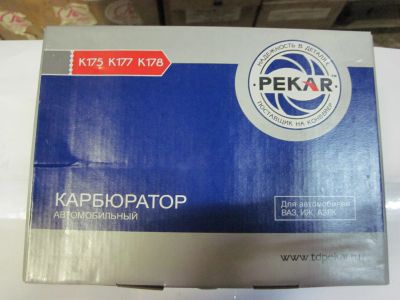 К175 К177 К178
НАДЕЖНОСТЬ В ДЕТАЛЯХ
PEKAR
ПОСТАВЩИК НА КОНВЕЙЕР
КАРБЮРАТОР
АВТОМОБИЛЬНЫЙ
Для автомобилей
ВАЗ, ИЖ, АЗЛК
www.tdpekar.ru